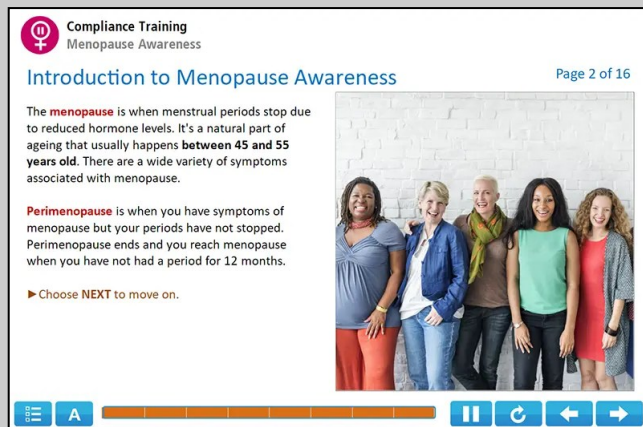 Compliance Training
Menopause Awareness
Introduction to Menopause Awareness
Page 2 of 16
The menopause is when menstrual periods stop due
to reduced hormone levels. It's a natural part of
ageing that usually happens between 45 and 55
years old. There are a wide variety of symptoms
associated with menopause.
Perimenopause is when you have symptoms of
menopause but your periods have not stopped.
Perimenopause ends and you reach menopause
when you have not had a period for 12 months.
►Choose NEXT to move on.
A